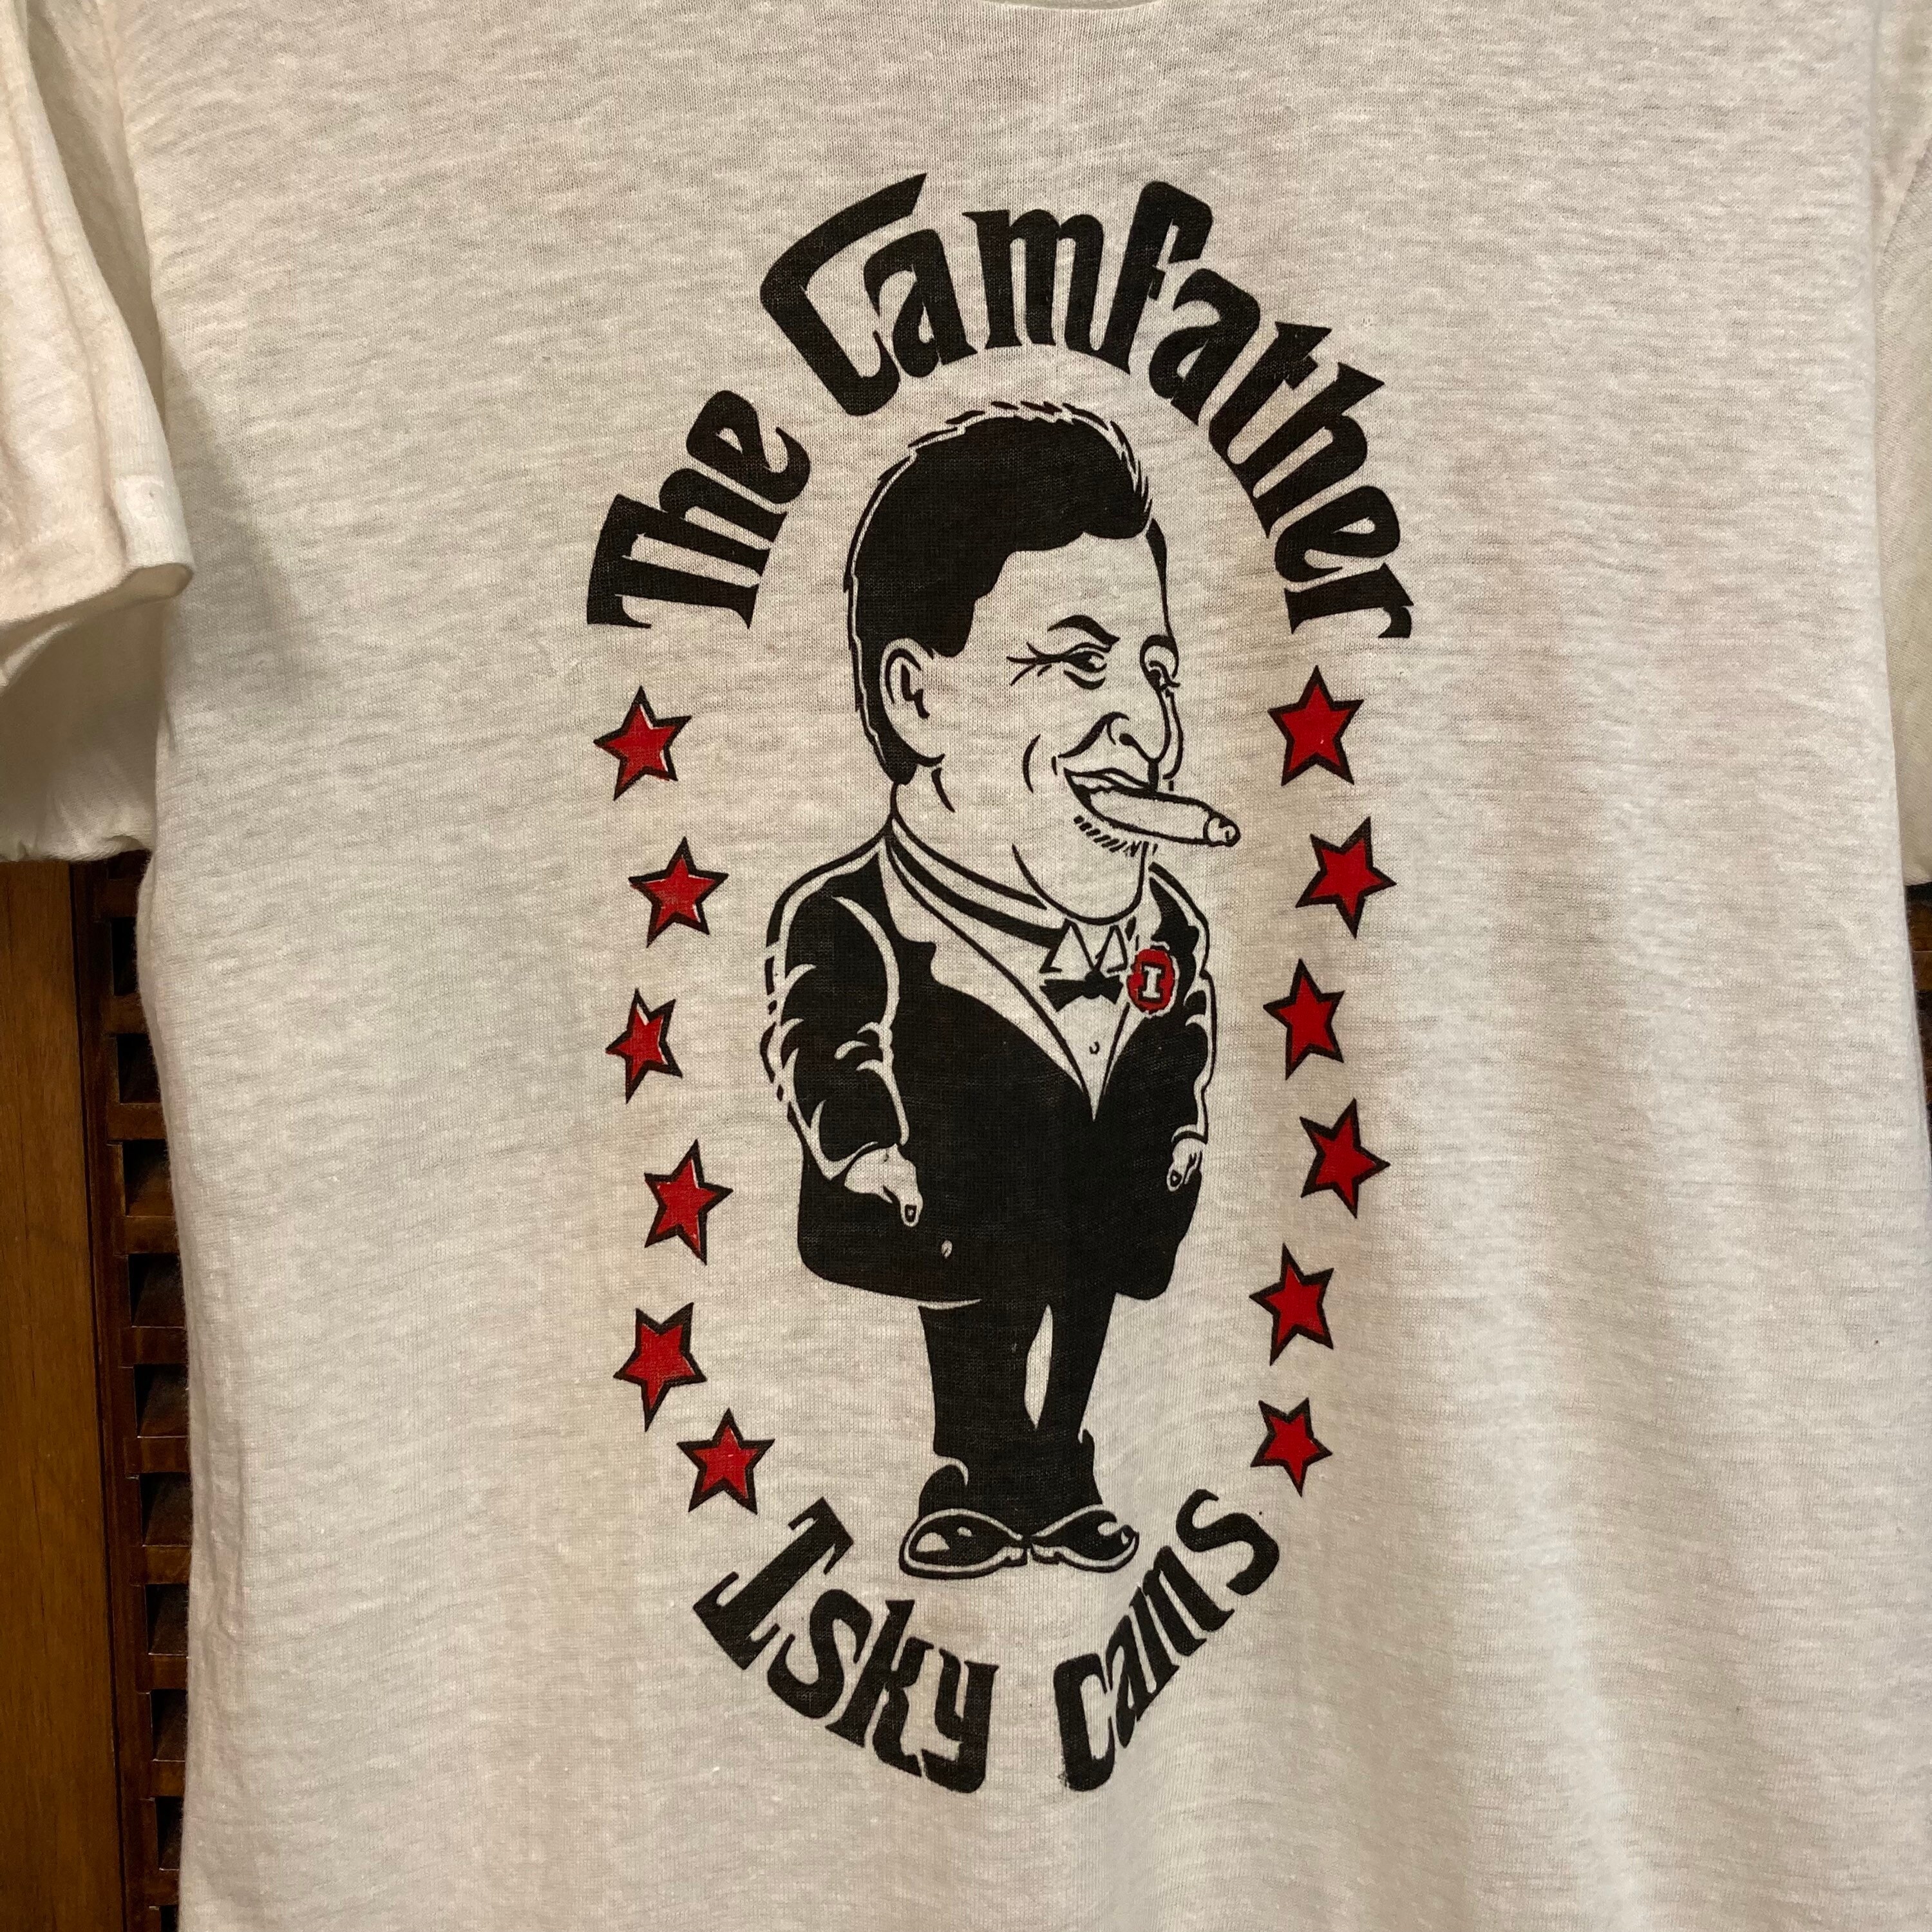 The Camfather
I
Isky Cams